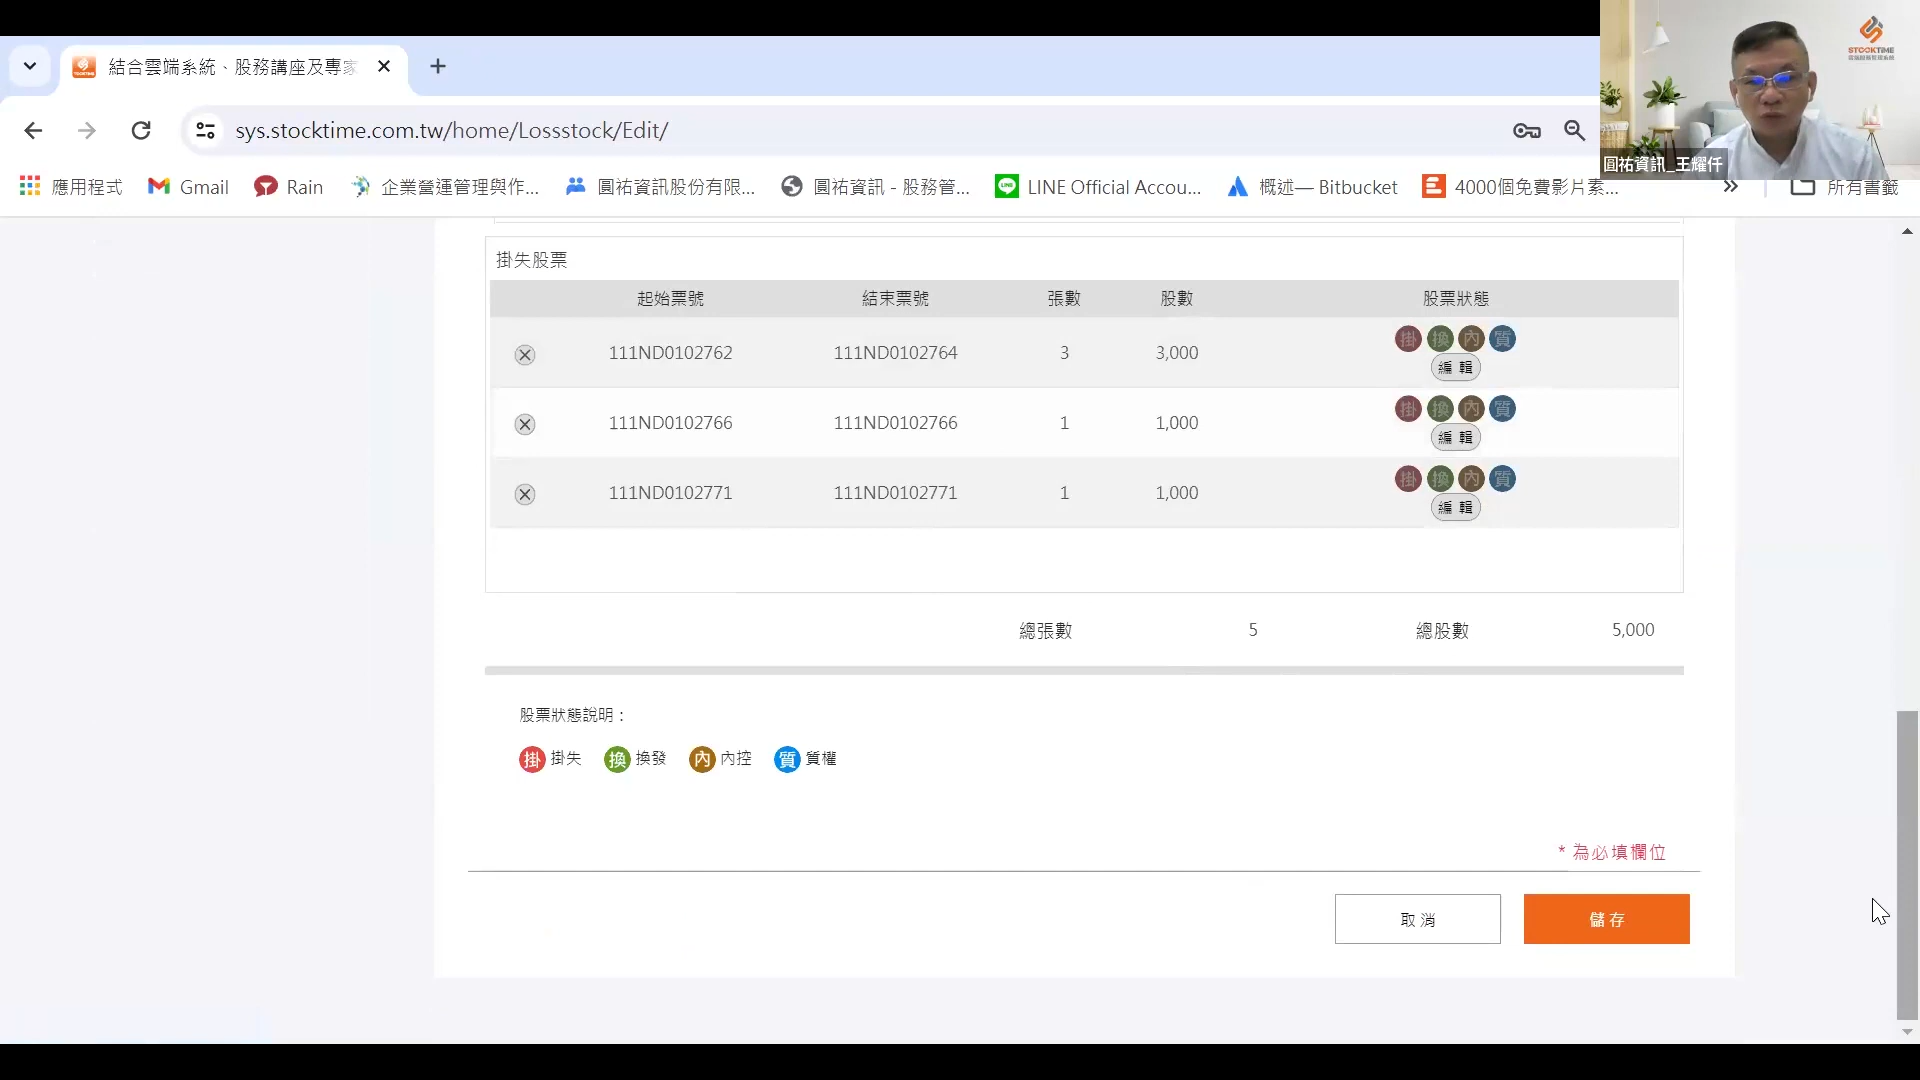 結合雲端系統、股務講座及專家
STOCKTIME
sys.stocktime.com.tw/home/Lossstock/Edit/
圓祐資訊_王耀仟
應用程式 Gmail Rain 企業營運管理與作... 圓祐資訊股份有限... 圓祐資訊 - 股務管... LINE Official Accou... 概述— Bitbucket 4000個免費影片素... » 所有書籤
掛失股票
起始票號 結束票號 張數 股數 股票狀態
111ND0102762 111ND0102764 3 3,000 掛 換 內 質
編 輯
111ND0102766 111ND0102766 1 1,000 掛 換 內 質
編 輯
111ND0102771 111ND0102771 1 1,000 掛 換 內 質
編 輯
總張數 5 總股數 5,000
股票狀態說明：
掛 掛失 換 換發 內 內控 質 質權
* 為必填欄位
取 消 儲 存